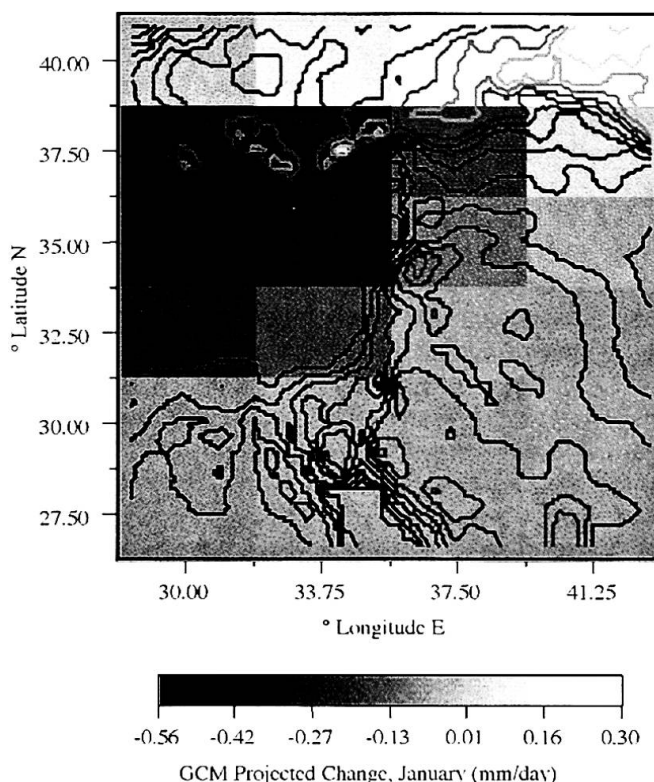 40.00
37.50
35.00
32.50
30.00
27.50
° Latitude N
30.00 33.75 37.50 41.25
° Longitude E
-0.56 -0.42 -0.27 -0.13 0.01 0.16 0.30
GCM Projected Change, January (mm/day)